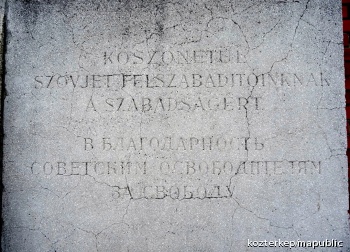 KÖSZÖNETÜL
SZOVJET FELSZABADÍTÓINKNAK
A SZABADSÁGÉRT
В БЛАГОДАРНОСТЬ
СОВЕТСКИМ ОСВОБОДИТЕЛЯМ
ЗА СВОБОДУ
kozterkep.mapublic